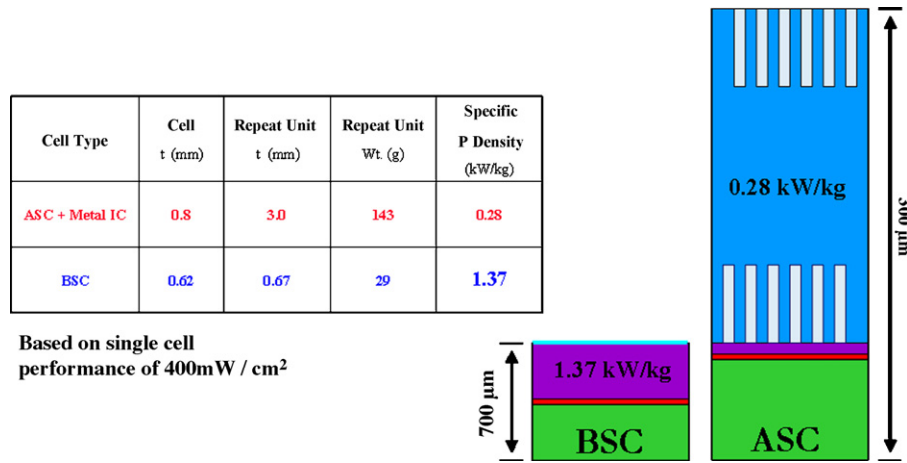 Cell Type
Cell
t (mm)
Repeat Unit
t (mm)
Repeat Unit
Wt. (g)
Specific
P Density
(kW/kg)
ASC + Metal IC 0.8 3.0 143 0.28
BSC 0.62 0.67 29 1.37
Based on single cell
performance of 400mW / cm²
700 µm
1.37 kW/kg
BSC
0.28 kW/kg
ASC
300 µm